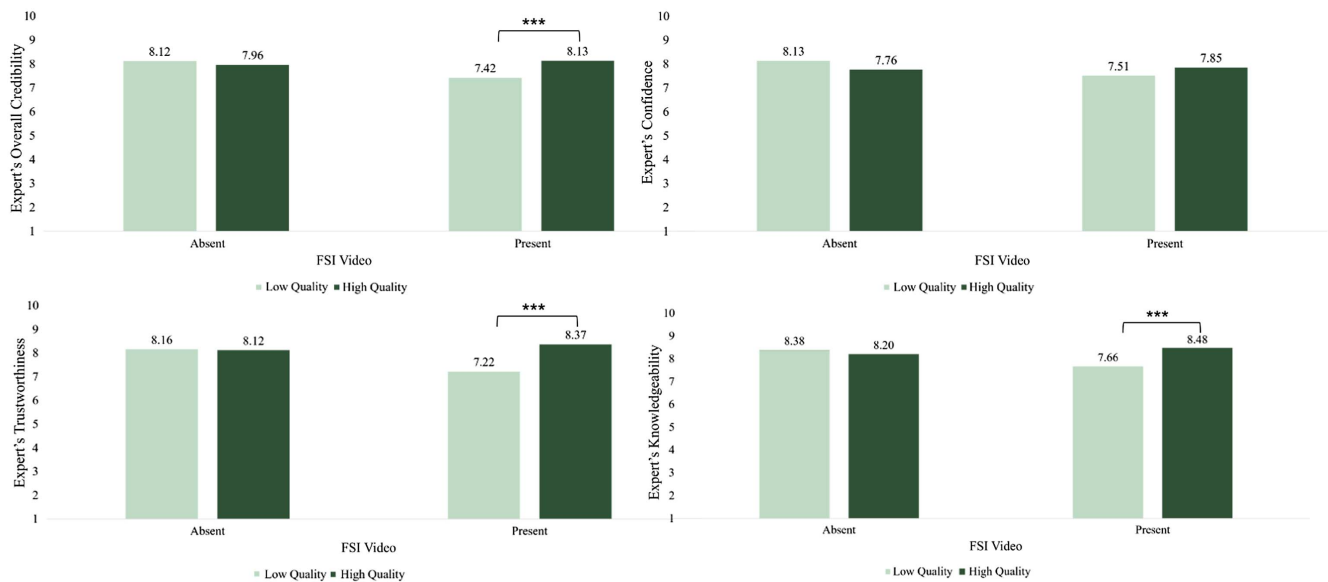 Expert's Overall Credibility
10
9
8
7
6
5
4
3
2
1
8.12
7.96
7.42
8.13
***
Absent
Present
FSI Video
Low Quality
High Quality
Expert's Confidence
10
9
8
7
6
5
4
3
2
1
8.13
7.76
7.51
7.85
Absent
Present
FSI Video
Low Quality
High Quality
Expert's Trustworthiness
10
9
8
7
6
5
4
3
2
1
8.16
8.12
7.22
8.37
***
Absent
Present
FSI Video
Low Quality
High Quality
Expert's Knowledgeability
10
9
8
7
6
5
4
3
2
1
8.38
8.20
7.66
8.48
***
Absent
Present
FSI Video
Low Quality
High Quality